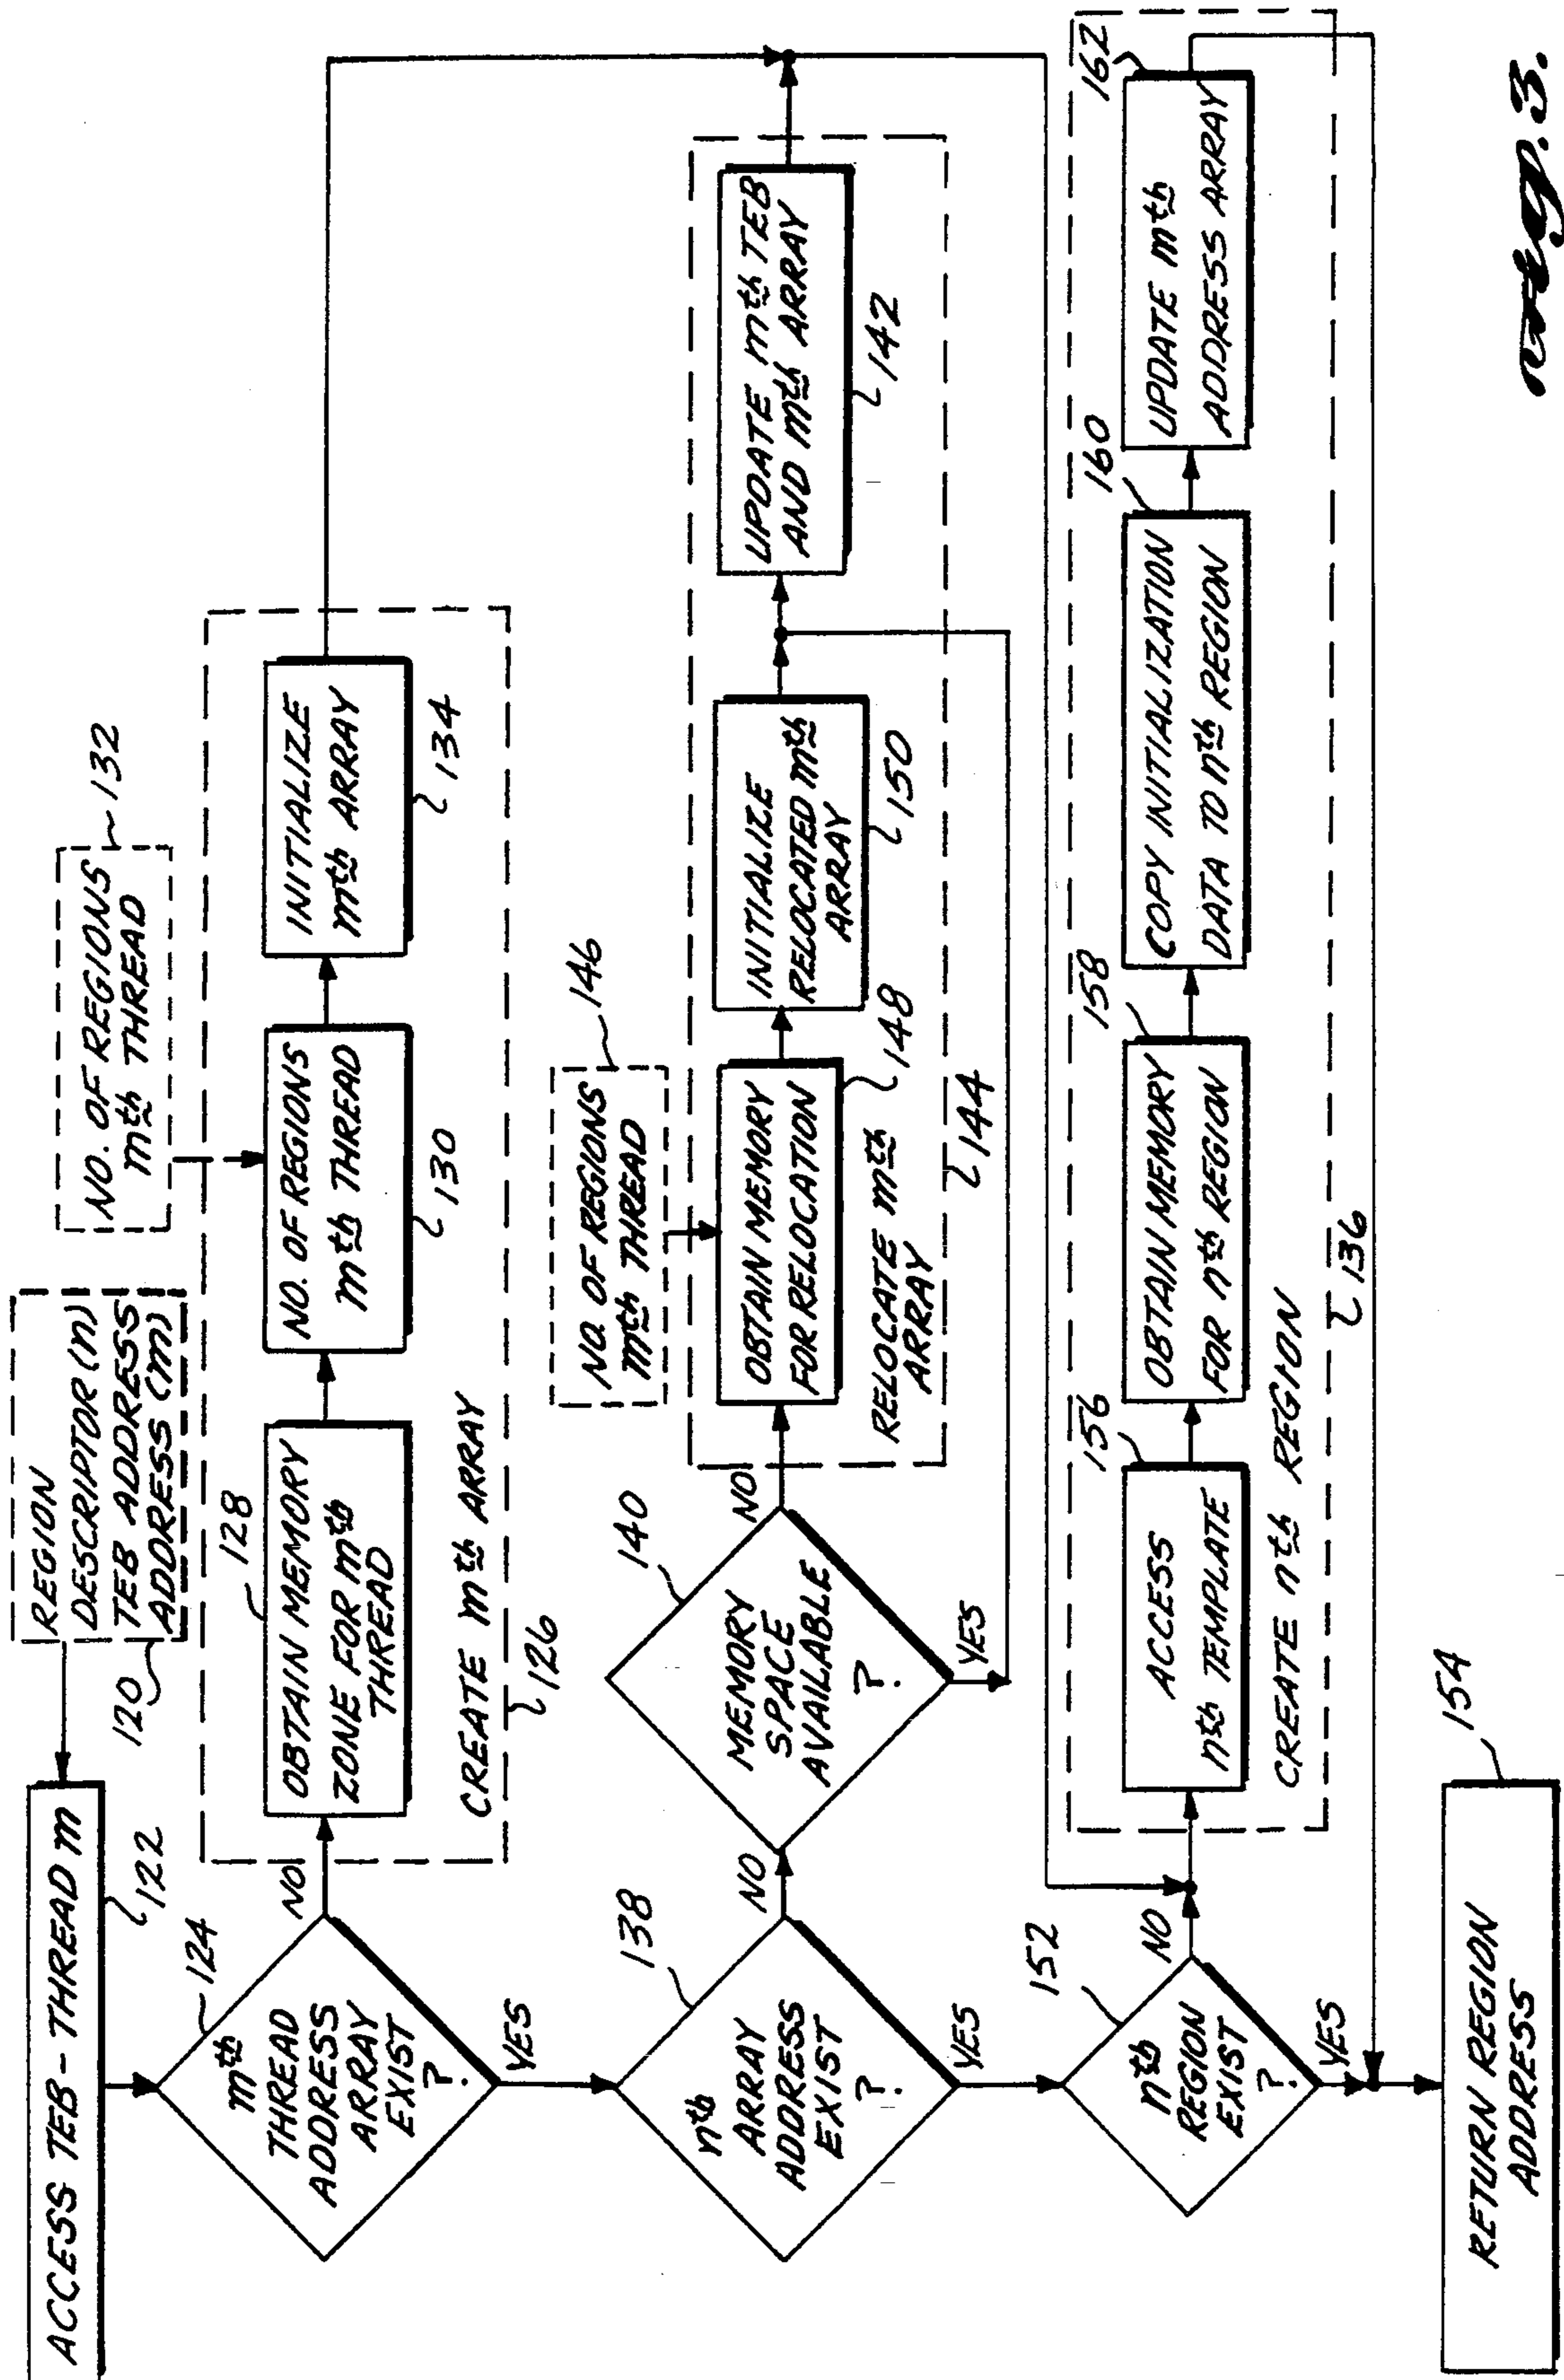 REGION
DESCRIPTOR (n)
TEB ADDRESS
ADDRESS (m)
120
ACCESS TEB - THREAD m
122
mth
THREAD
ADDRESS
ARRAY
EXIST
?
124
NO
YES
OBTAIN MEMORY
ZONE FOR mth
THREAD
128
NO. OF REGIONS
mth THREAD
130
NO. OF REGIONS
mth THREAD
132
INITIALIZE
mth ARRAY
134
CREATE mth ARRAY
126
nth
ARRAY
ADDRESS
EXIST
?
138
NO
YES
MEMORY
SPACE
AVAILABLE
?
140
NO
YES
NO. OF REGIONS
mth THREAD
146
OBTAIN MEMORY
FOR RELOCATION
148
INITIALIZE
RELOCATED mth
ARRAY
150
UPDATE mth TEB
AND mth ARRAY
142
RELOCATE mth
ARRAY
144
nth
REGION
EXIST
?
152
NO
YES
ACCESS
nth TEMPLATE
156
OBTAIN MEMORY
FOR nth REGION
158
COPY INITIALIZATION
DATA TO nth REGION
160
UPDATE mth
ADDRESS ARRAY
162
CREATE nth REGION
136
RETURN REGION
ADDRESS
154
Fig. 3.